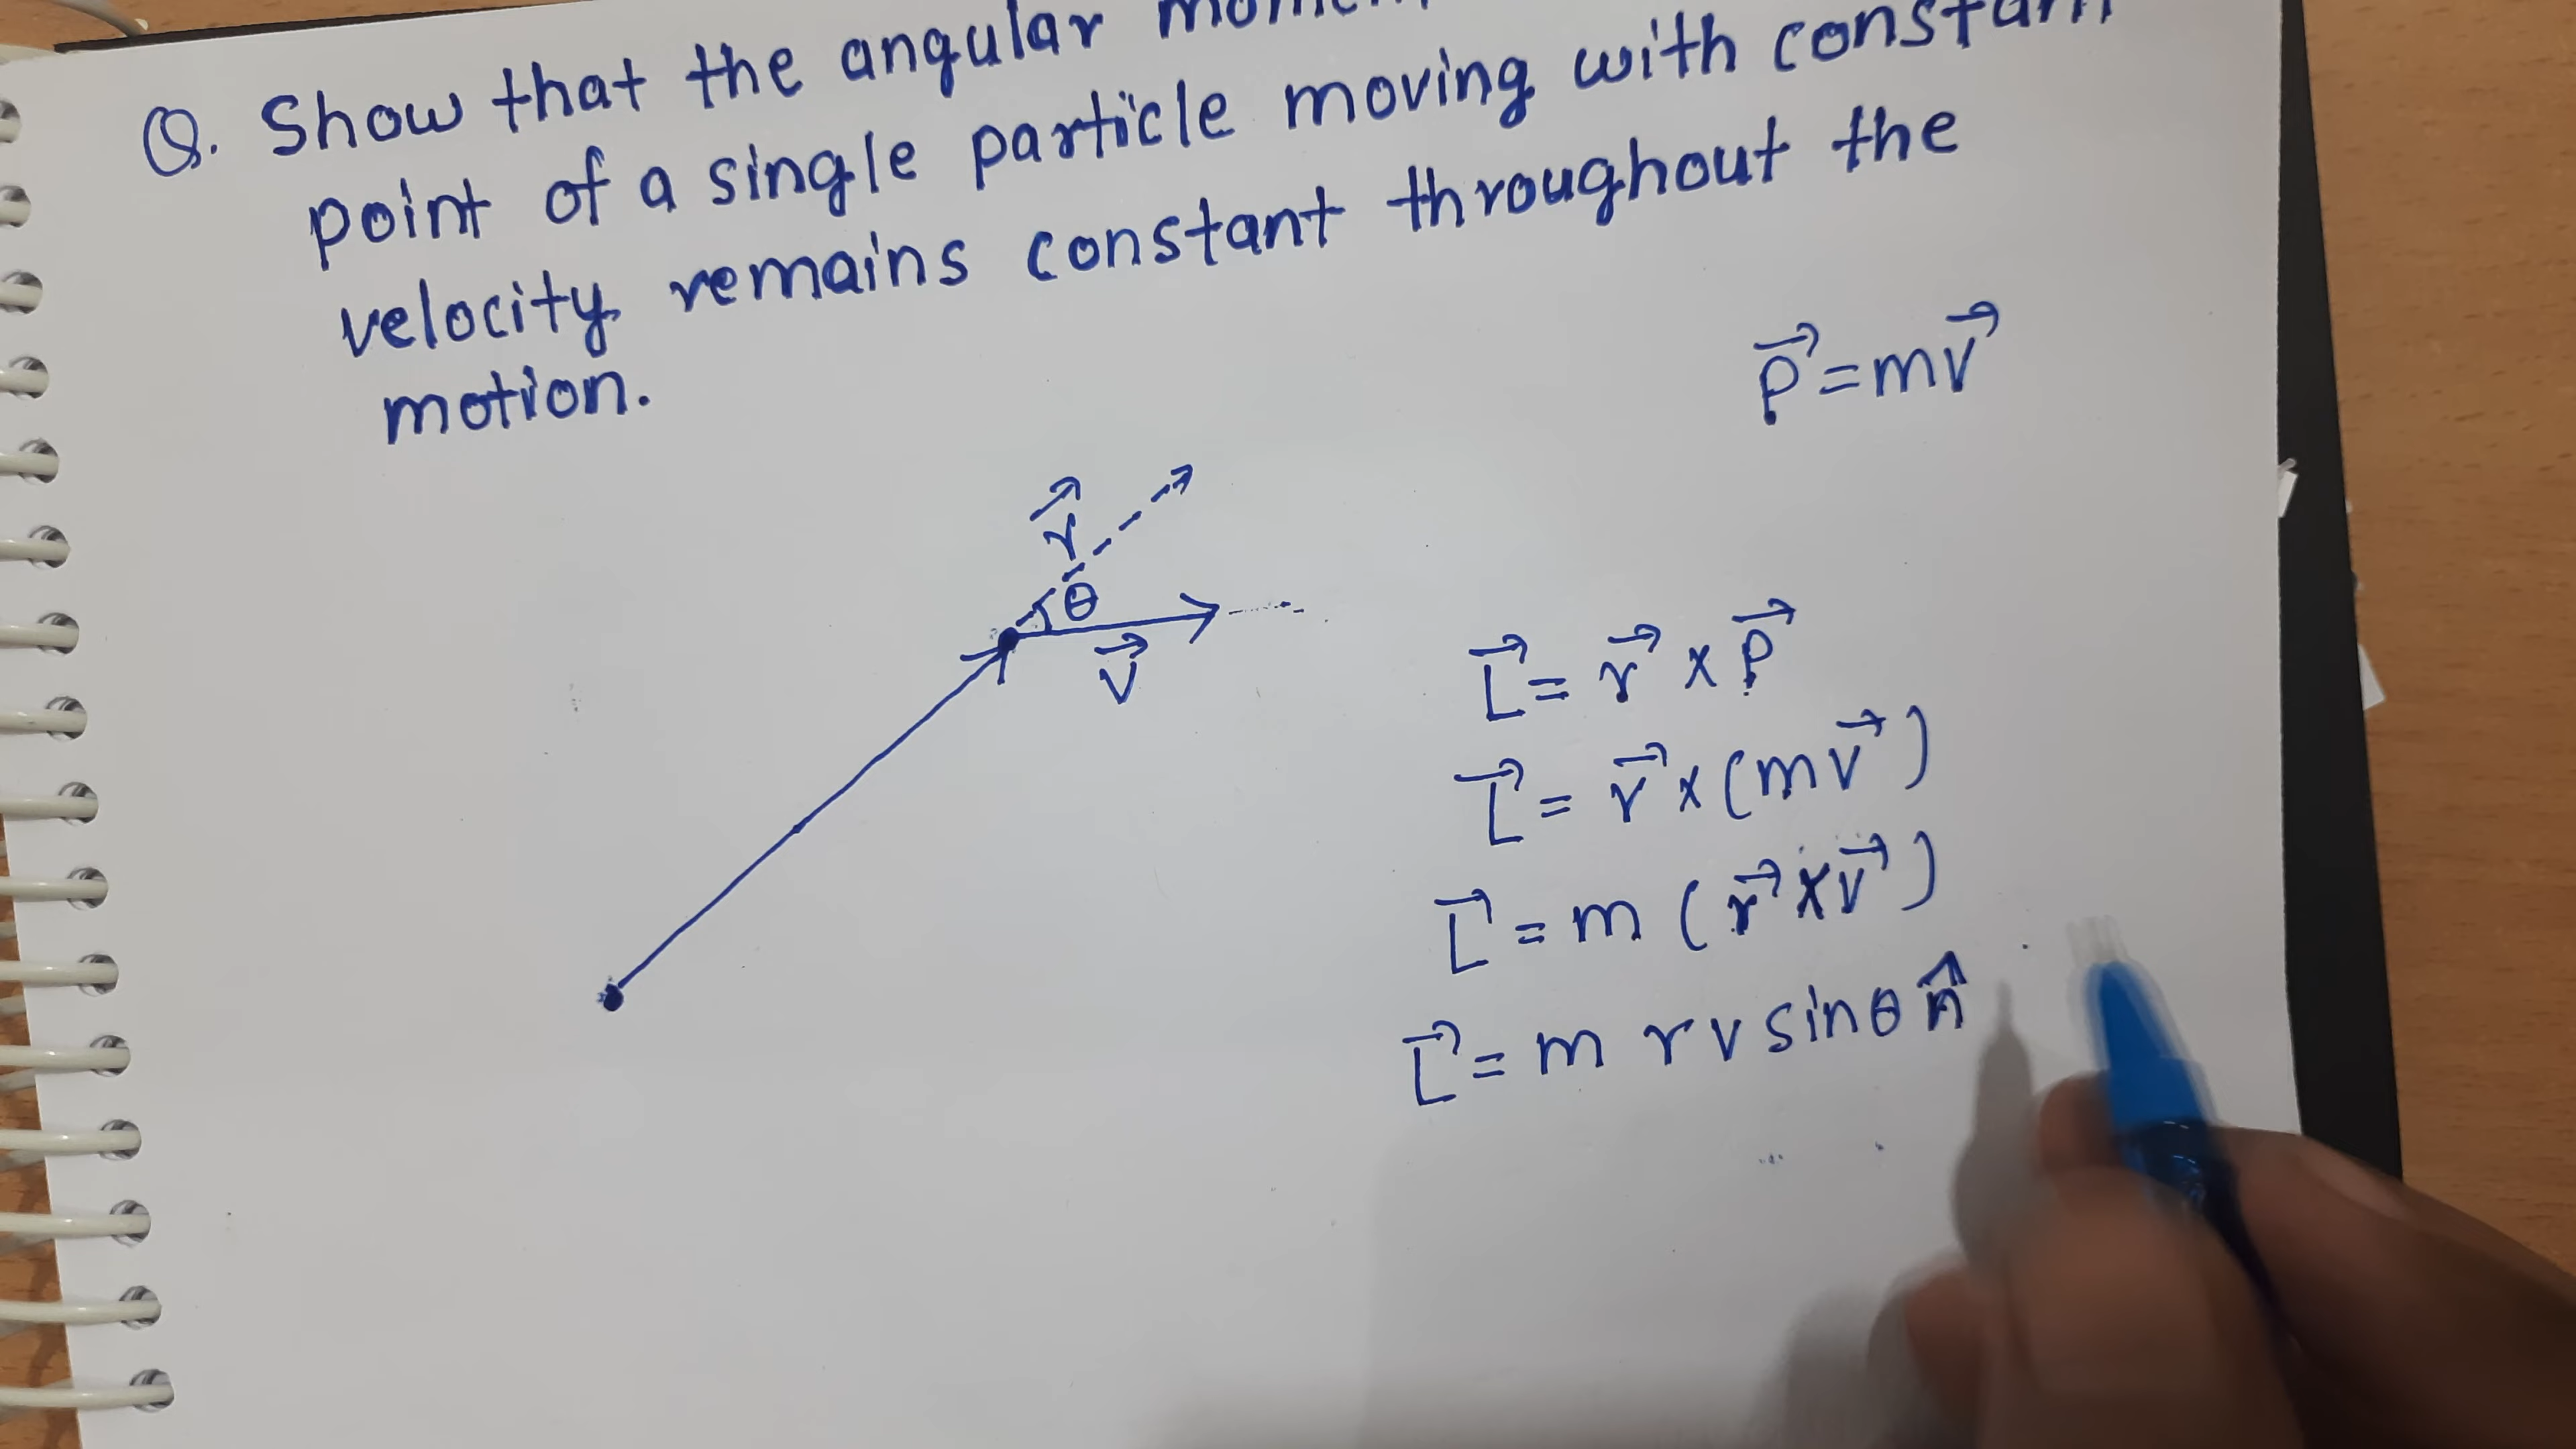 Q. Show that the angular
point of a single particle moving with constant
velocity remains constant throughout the
motion.
P⃗ = mv⃗
r⃗
θ
v⃗
L⃗ = r⃗ × P⃗
L⃗ = r⃗ × (mv⃗)
L⃗ = m (r⃗ × v⃗)
L⃗ = m r v sinθ n̂